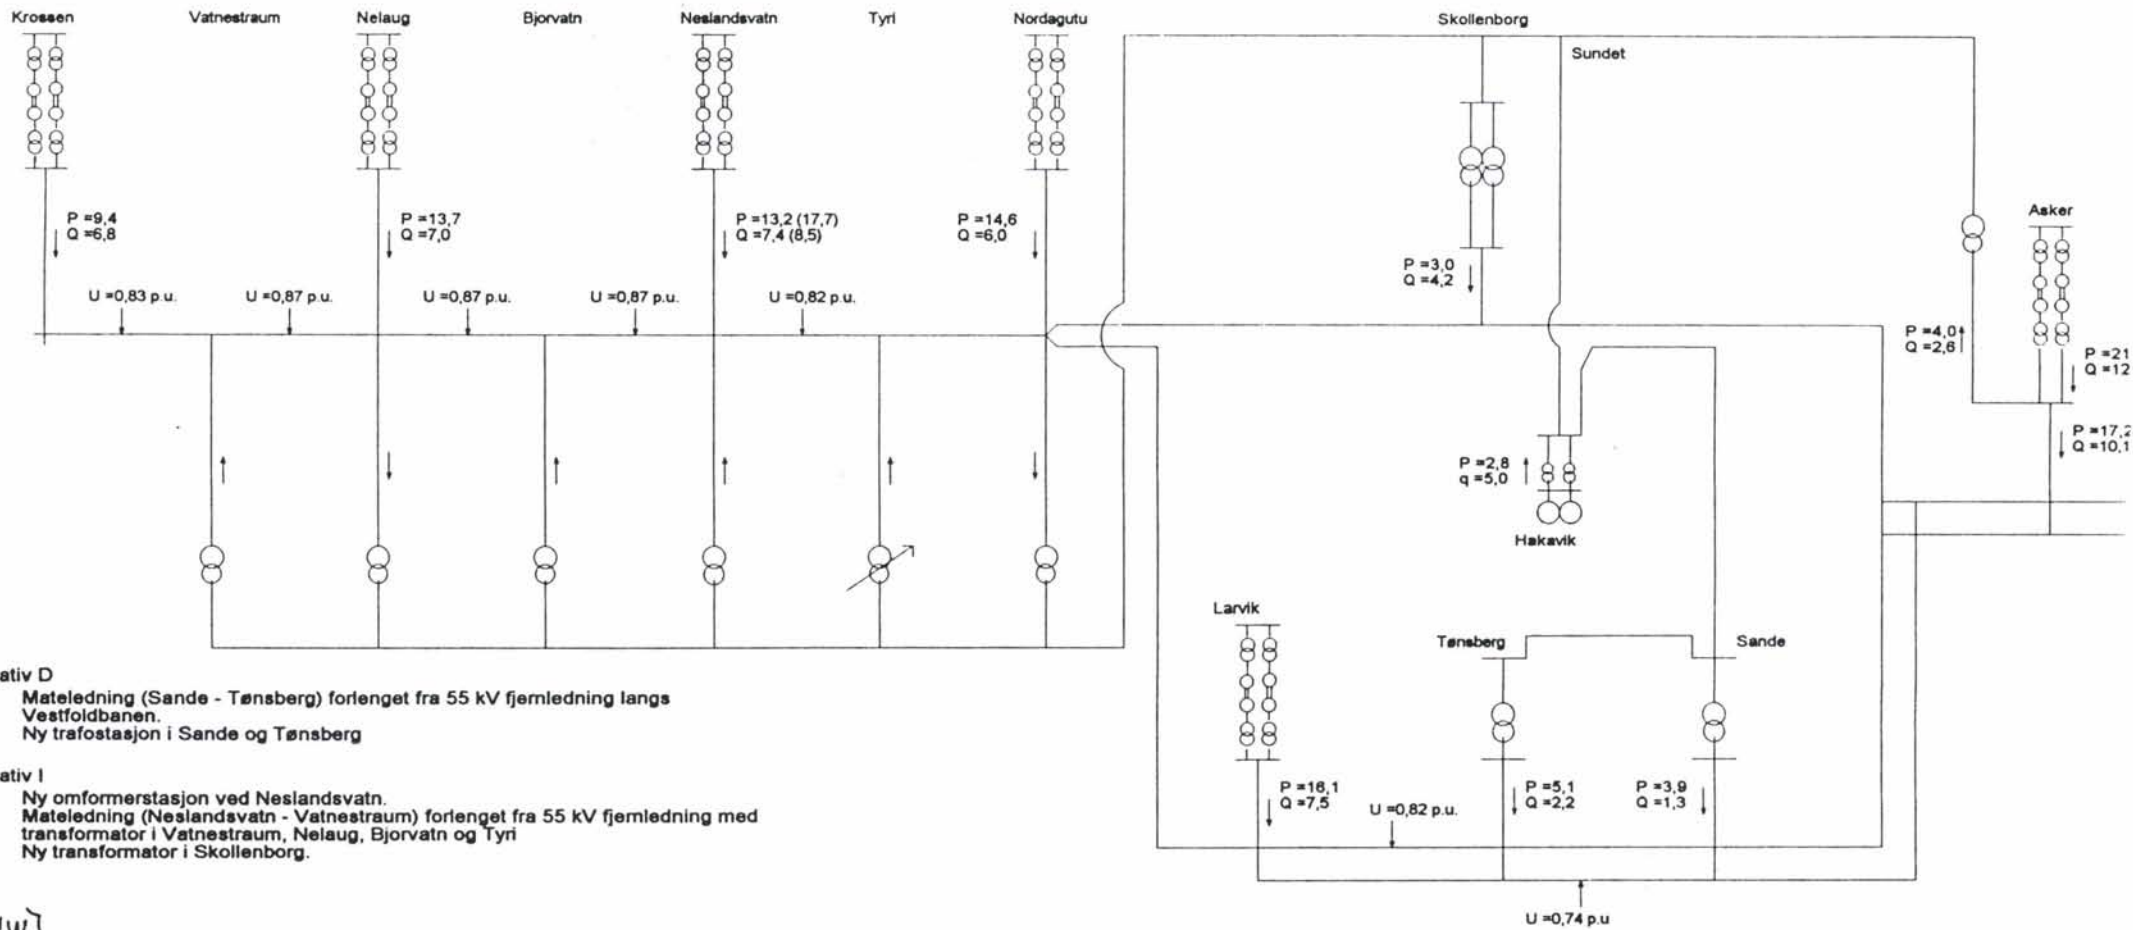 Krossen
Vatnestraum
Nelaug
Bjorvatn
Neslandsvatn
Tyri
Nordagutu
Skollenborg
Sundet
Asker
P =9,4
Q =6,8
P =13,7
Q =7,0
P =13,2 (17,7)
Q =7,4 (8,5)
P =14,6
Q =6,0
P =3,0
Q =4,2
U =0,83 p.u.
U =0,87 p.u.
U =0,87 p.u.
U =0,87 p.u.
U =0,82 p.u.
P =4,0
Q =2,6
P =21
Q =12
P =17,2
Q =10,1
P =2,8
q =5,0
Hakavik
Larvik
Tønsberg
Sande
P =16,1
Q =7,5
U =0,82 p.u.
P =5,1
Q =2,2
P =3,9
Q =1,3
U =0,74 p.u
ativ D
Mateledning (Sande - Tønsberg) forlenget fra 55 kV fjernledning langs
Vestfoldbanen.
Ny trafostasjon i Sande og Tønsberg
ativ I
Ny omformerstasjon ved Neslandsvatn.
Mateledning (Neslandsvatn - Vatnestraum) forlenget fra 55 kV fjernledning med
transformator i Vatnestraum, Nelaug, Bjorvatn og Tyri
Ny transformator i Skollenborg.